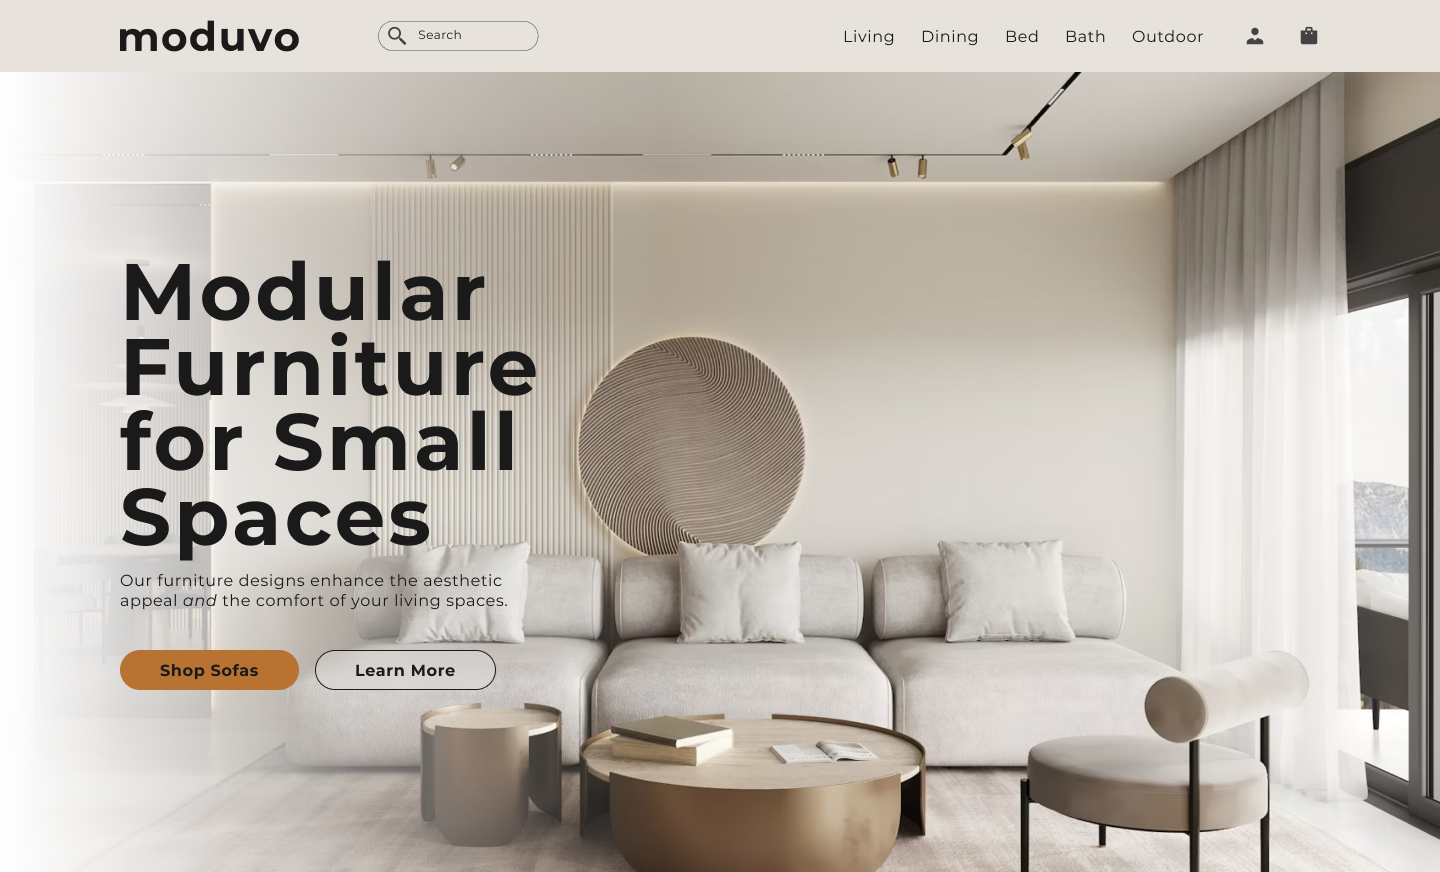 moduvo
Search
Living Dining Bed Bath Outdoor
Modular
Furniture
for Small
Spaces
Our furniture designs enhance the aesthetic
appeal and the comfort of your living spaces.
Shop Sofas
Learn More